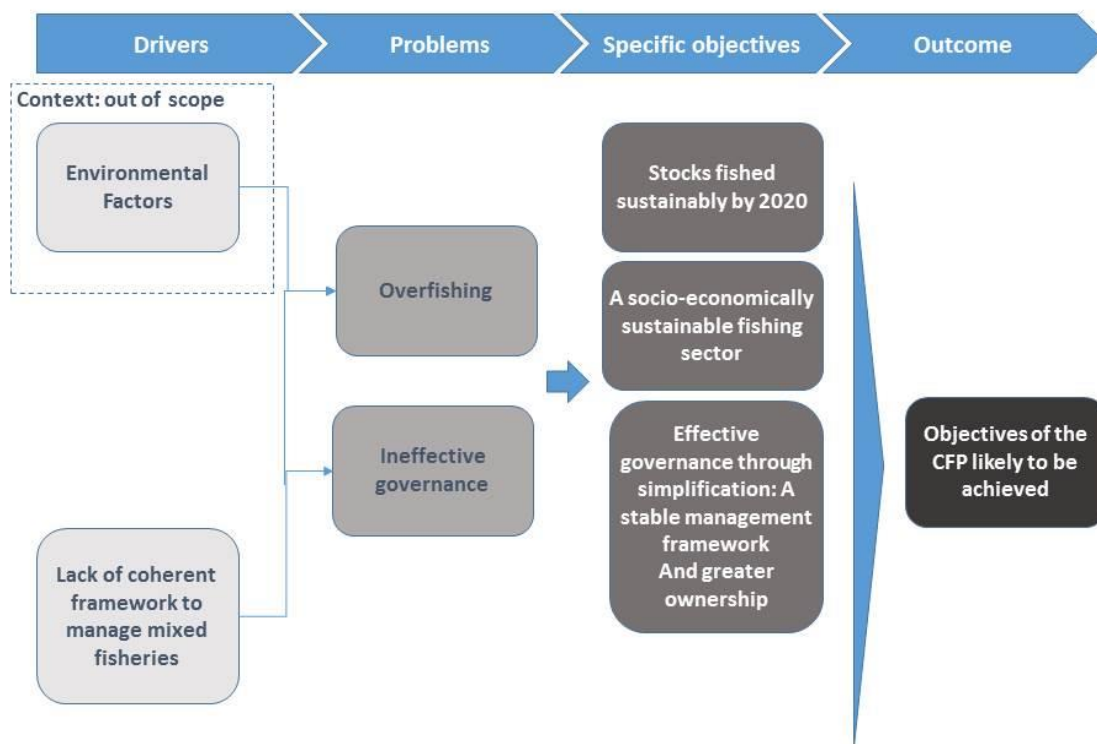 Drivers
Problems
Specific objectives
Outcome
Context: out of scope
Environmental
Factors
Lack of coherent
framework to
manage mixed
fisheries
Overfishing
Ineffective
governance
Stocks fished
sustainably by 2020
A socio-economically
sustainable fishing
sector
Effective
governance through
simplification: A
stable management
framework
And greater
ownership
Objectives of the
CFP likely to be
achieved